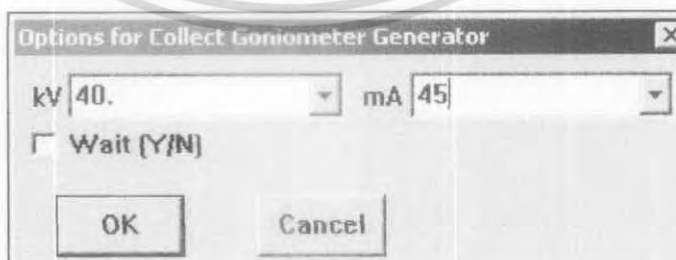 Options for Collect Goniometer Generator
kV 40. mA 45
Wait (Y/N)
OK Cancel